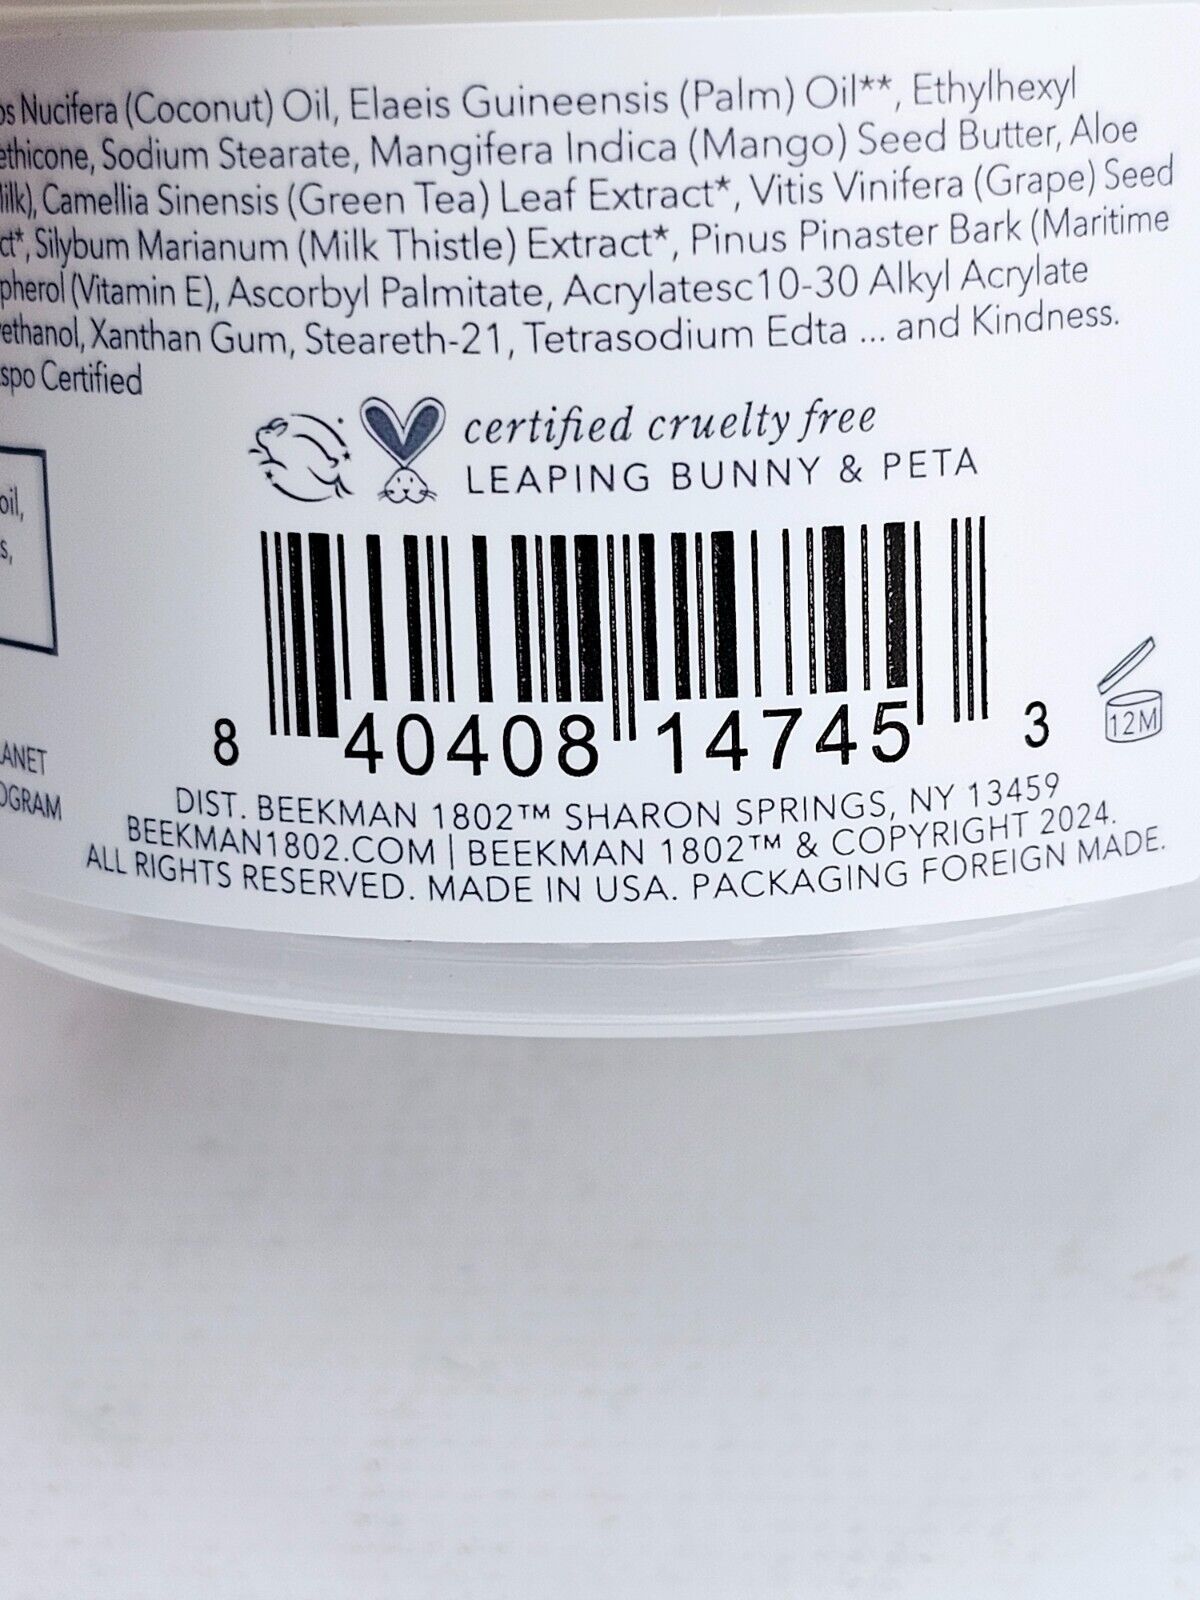 os Nucifera (Coconut) Oil, Elaeis Guineensis (Palm) Oil**, Ethylhexyl
ethicone, Sodium Stearate, Mangifera Indica (Mango) Seed Butter, Aloe
ilk), Camellia Sinensis (Green Tea) Leaf Extract*, Vitis Vinifera (Grape) Seed
ct*, Silybum Marianum (Milk Thistle) Extract*, Pinus Pinaster Bark (Maritime
pherol (Vitamin E), Ascorbyl Palmitate, Acrylatesc10-30 Alkyl Acrylate
ethanol, Xanthan Gum, Steareth-21, Tetrasodium Edta ... and Kindness.
spo Certified
certified cruelty free
LEAPING BUNNY & PETA
oil,
s,
8 40408 14745 3
12M
ANET
OGRAM
DIST. BEEKMAN 1802™ SHARON SPRINGS, NY 13459
BEEKMAN1802.COM | BEEKMAN 1802™ & COPYRIGHT 2024.
ALL RIGHTS RESERVED. MADE IN USA. PACKAGING FOREIGN MADE.